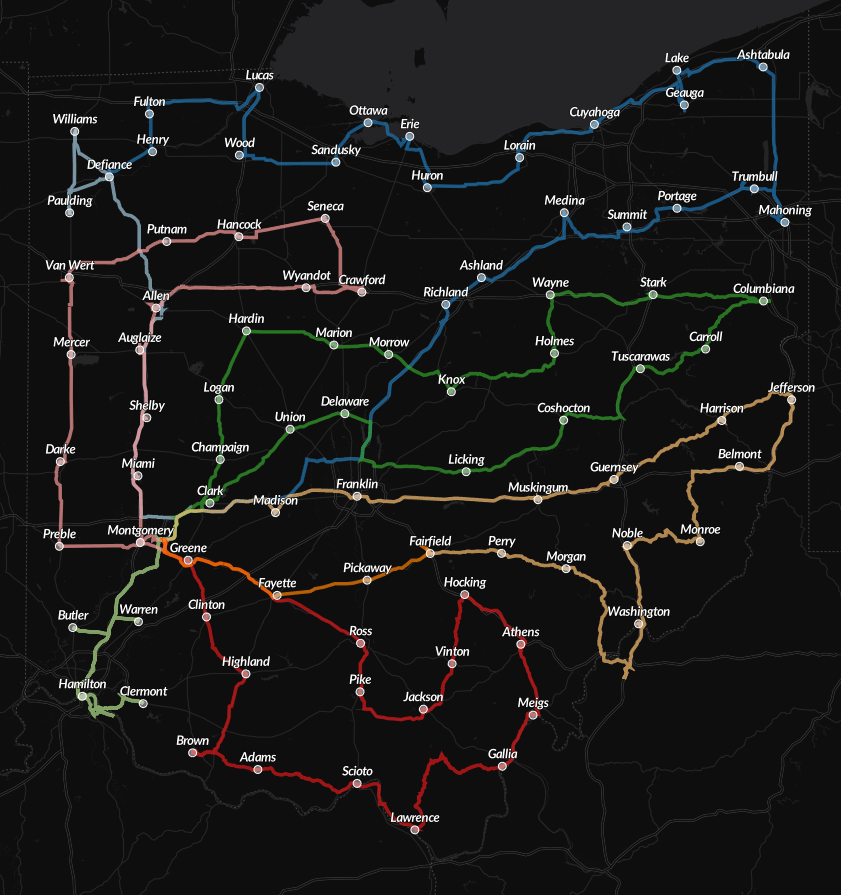 Lake
Ashtabula
Lucas
Geauga
Fulton
Ottawa
Cuyahoga
Williams
Erie
Henry
Wood
Sandusky
Lorain
Defiance
Huron
Trumbull
Paulding
Medina
Portage
Seneca
Mahoning
Summit
Putnam
Hancock
Van Wert
Ashland
Wyandot
Crawford
Wayne
Stark
Columbiana
Allen
Richland
Hardin
Auglaize
Marion
Morrow
Holmes
Carroll
Mercer
Tuscarawas
Knox
Logan
Jefferson
Shelby
Union
Delaware
Coshocton
Harrison
Champaign
Darke
Belmont
Miami
Licking
Guernsey
Clark
Madison
Franklin
Muskingum
Preble
Montgomery
Greene
Fairfield
Perry
Noble
Monroe
Morgan
Pickaway
Fayette
Hocking
Clinton
Washington
Butler
Warren
Ross
Athens
Highland
Vinton
Hamilton
Clermont
Pike
Jackson
Meigs
Brown
Adams
Gallia
Scioto
Lawrence